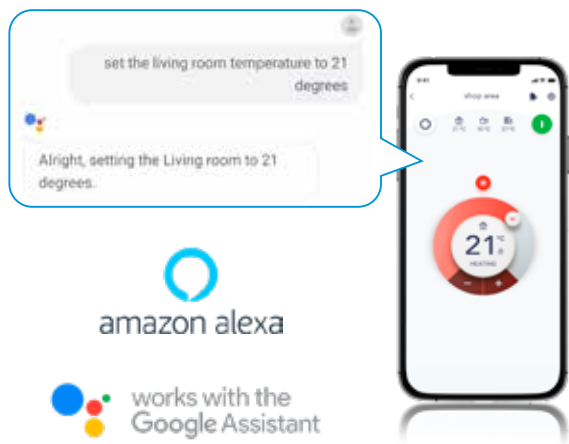 set the living room temperature to 21
degrees
Alright, setting the Living room to 21
degrees.
shop area
21
°C
HEATING
amazon alexa
works with the
Google Assistant